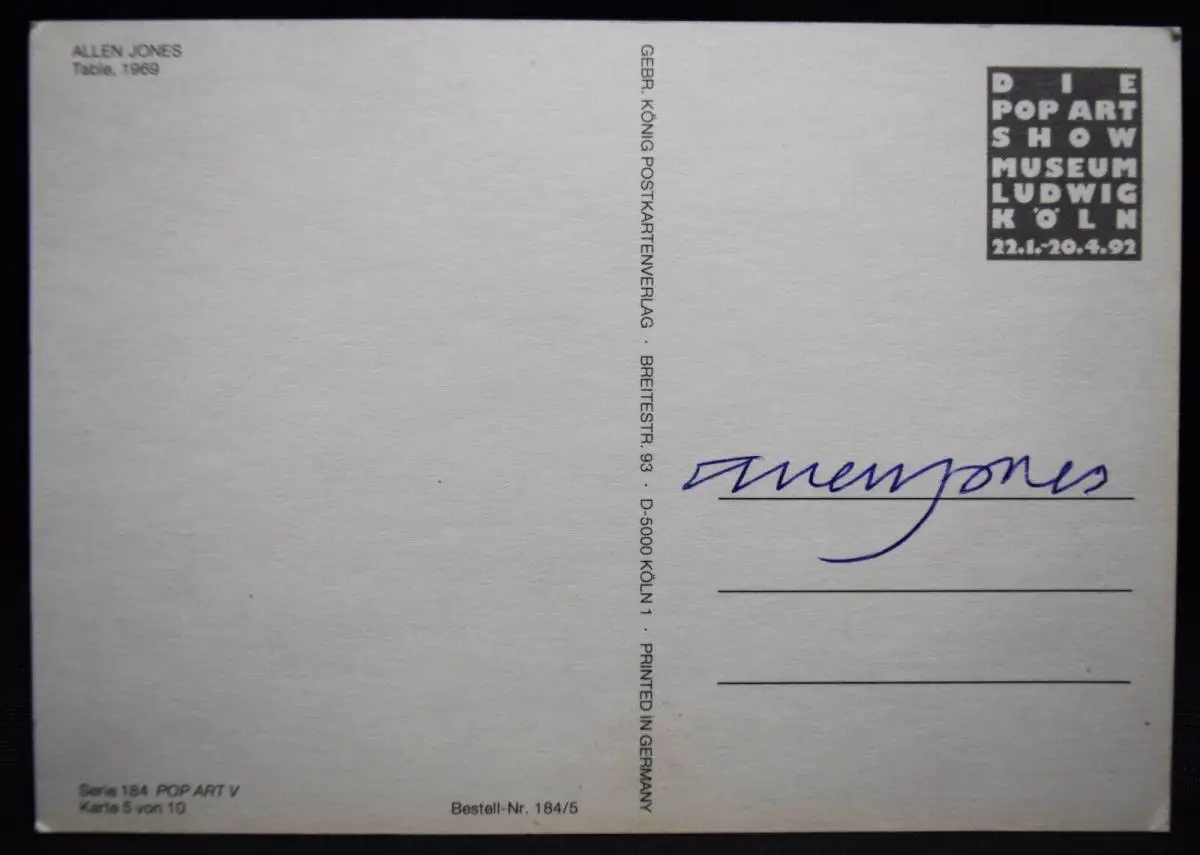 ALLEN JONES
Table, 1969
GEBR. KÖNIG POSTKARTENVERLAG · BREITESTR. 93 · D-5000 KÖLN 1 · PRINTED IN GERMANY
DIE
POP ART
SHOW
MUSEUM
LUDWIG
KÖLN
22.1.-20.4.92
Allen Jones
Serie 184 POP ART V
Karte 5 von 10
Bestell-Nr. 184/5